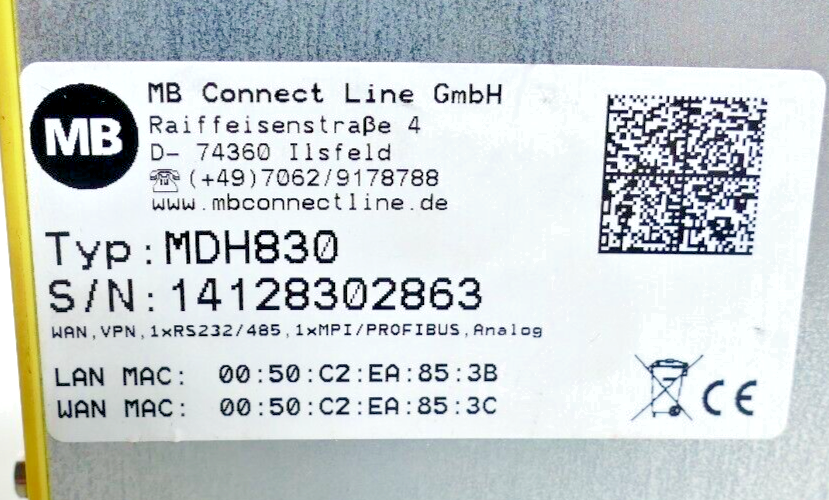 MB
MB Connect Line GmbH
Raiffeisenstraße 4
D- 74360 Ilsfeld
☎(+49)7062/9178788
www.mbconnectline.de
Typ:MDH830
S/N:14128302863
WAN,VPN,1xRS232/485,1xMPI/PROFIBUS,Analog
LAN MAC: 00:50:C2:EA:85:3B
WAN MAC: 00:50:C2:EA:85:3C
CE